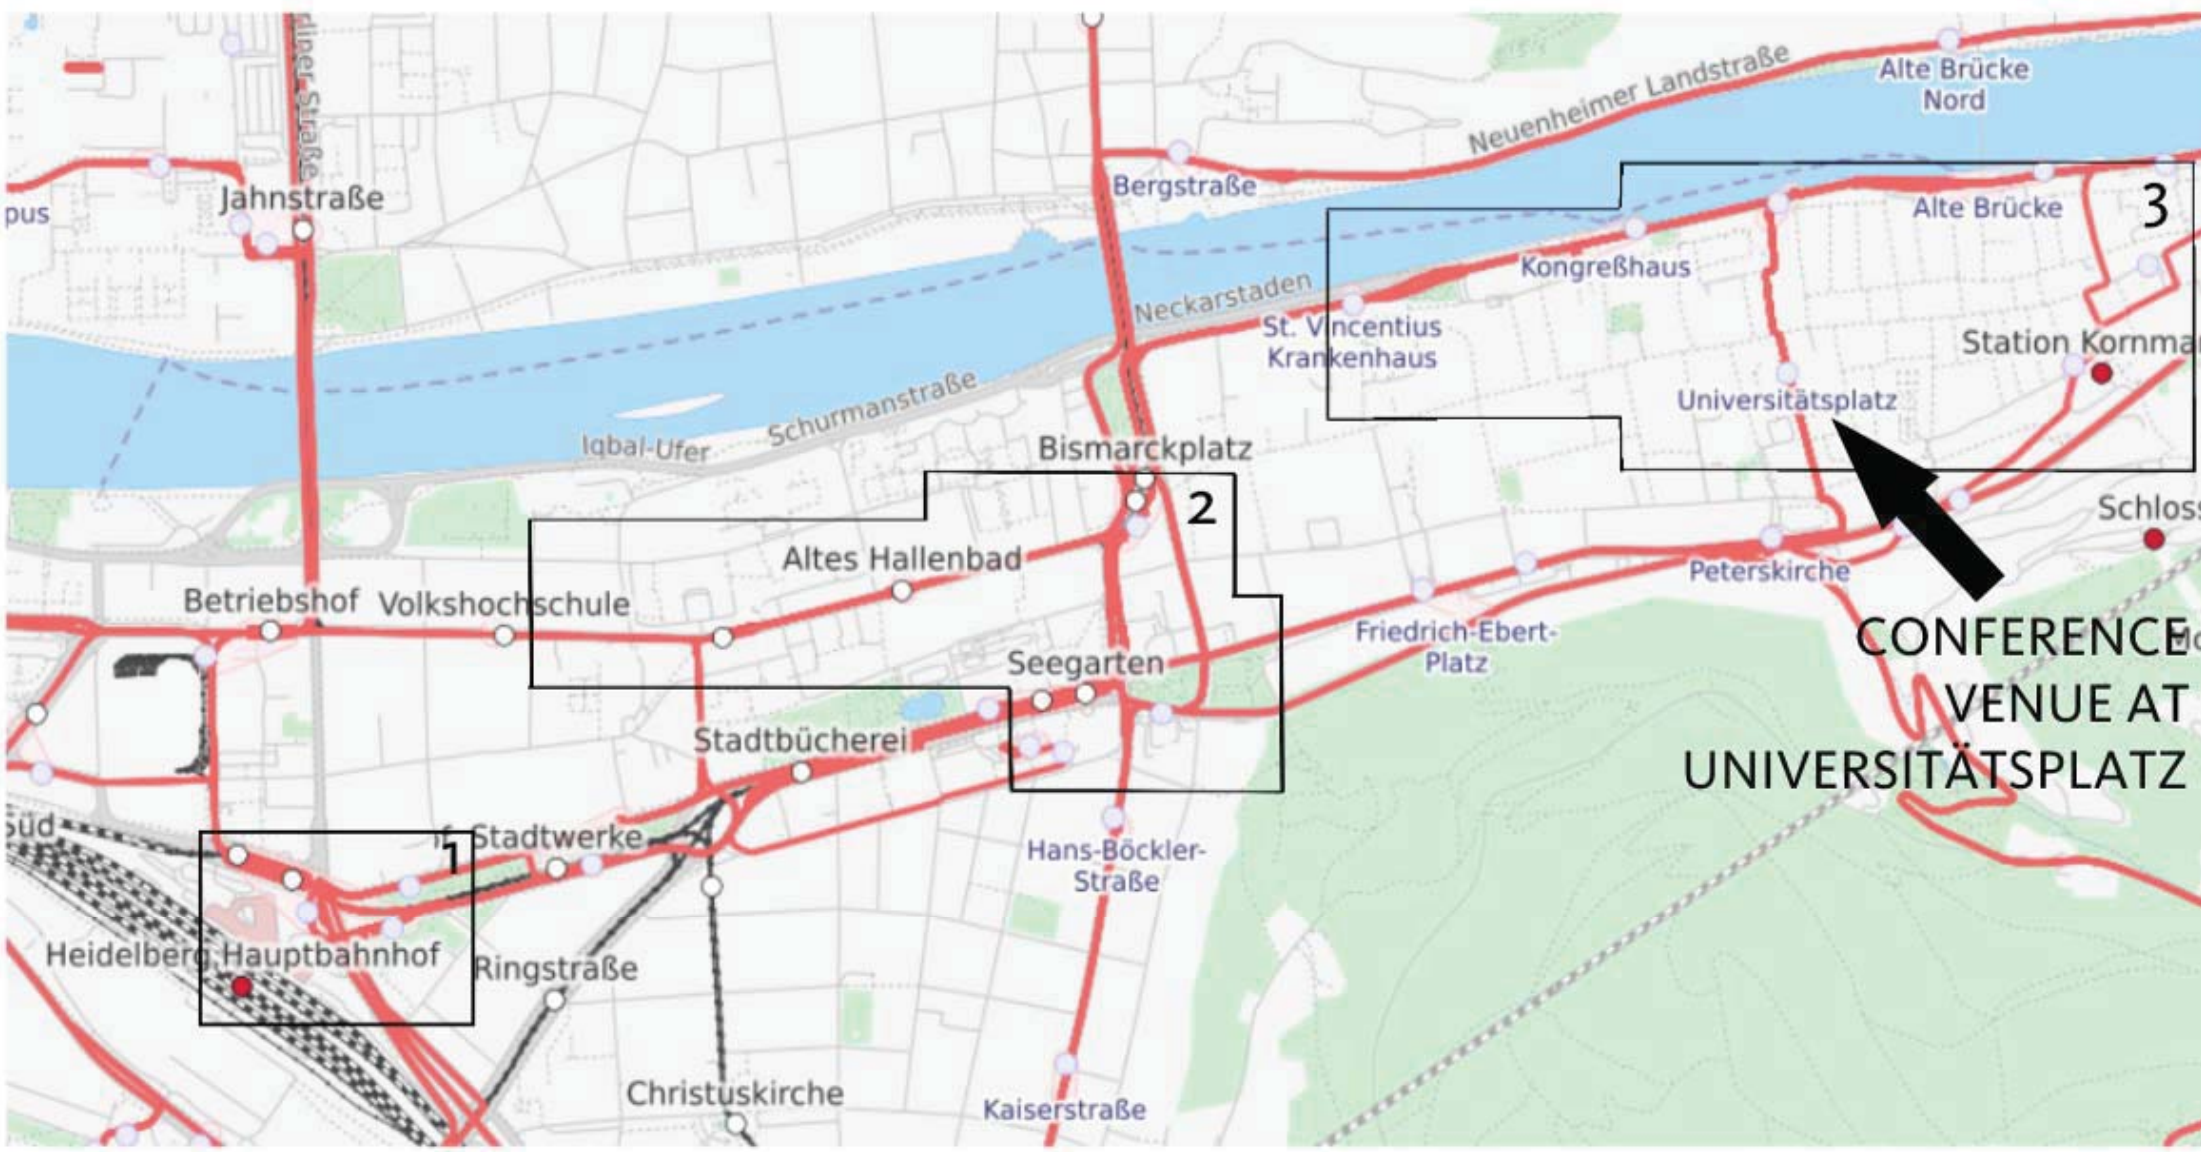 rliner Straße
Neuenheimer Landstraße
Alte Brücke
Nord
Jahnstraße
pus
Bergstraße
3
Alte Brücke
Kongreßhaus
Neckarstaden
St. Vincentius
Krankenhaus
Station Kornma
Universitätsplatz
Schurmanstraße
Iqbal-Ufer
Bismarckplatz
2
Schloss
Altes Hallenbad
Peterskirche
Betriebshof
Volkshochschule
Friedrich-Ebert-
Platz
CONFERENCE
VENUE AT
UNIVERSITÄTSPLATZ
Seegarten
Stadtbücherei
Süd
1
Stadtwerke
Hans-Böckler-
Straße
Heidelberg Hauptbahnhof
Ringstraße
Christuskirche
Kaiserstraße